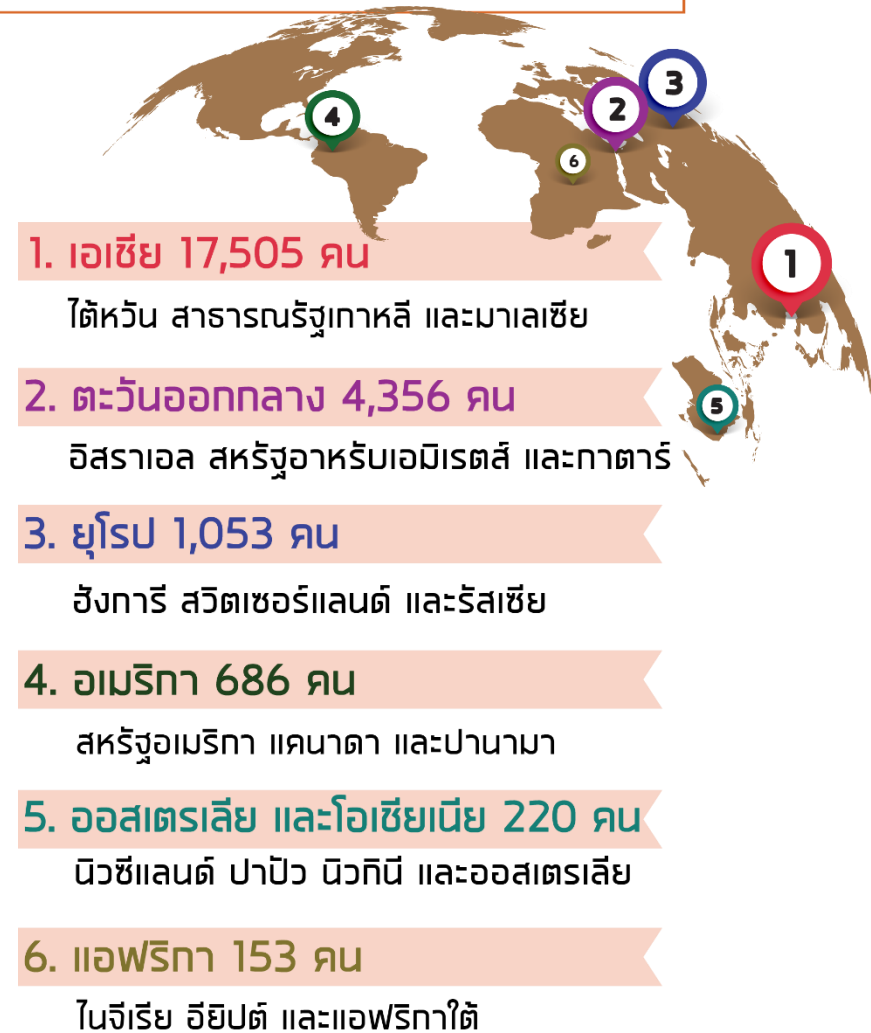 4
2
3
6
1
5
1. เอเชีย 17,505 คน
ไต้หวัน สาธารณรัฐเกาหลี และมาเลเซีย
2. ตะวันออกกลาง 4,356 คน
อิสราเอล สหรัฐอาหรับเอมิเรตส์ และกาตาร์
3. ยุโรป 1,053 คน
ฮังการี สวิตเซอร์แลนด์ และรัสเซีย
4. อเมริกา 686 คน
สหรัฐอเมริกา แคนาดา และปานามา
5. ออสเตรเลีย และโอเชียเนีย 220 คน
นิวซีแลนด์ ปาปัว นิวกินี และออสเตรเลีย
6. แอฟริกา 153 คน
ไนจีเรีย อียิปต์ และแอฟริกาใต้